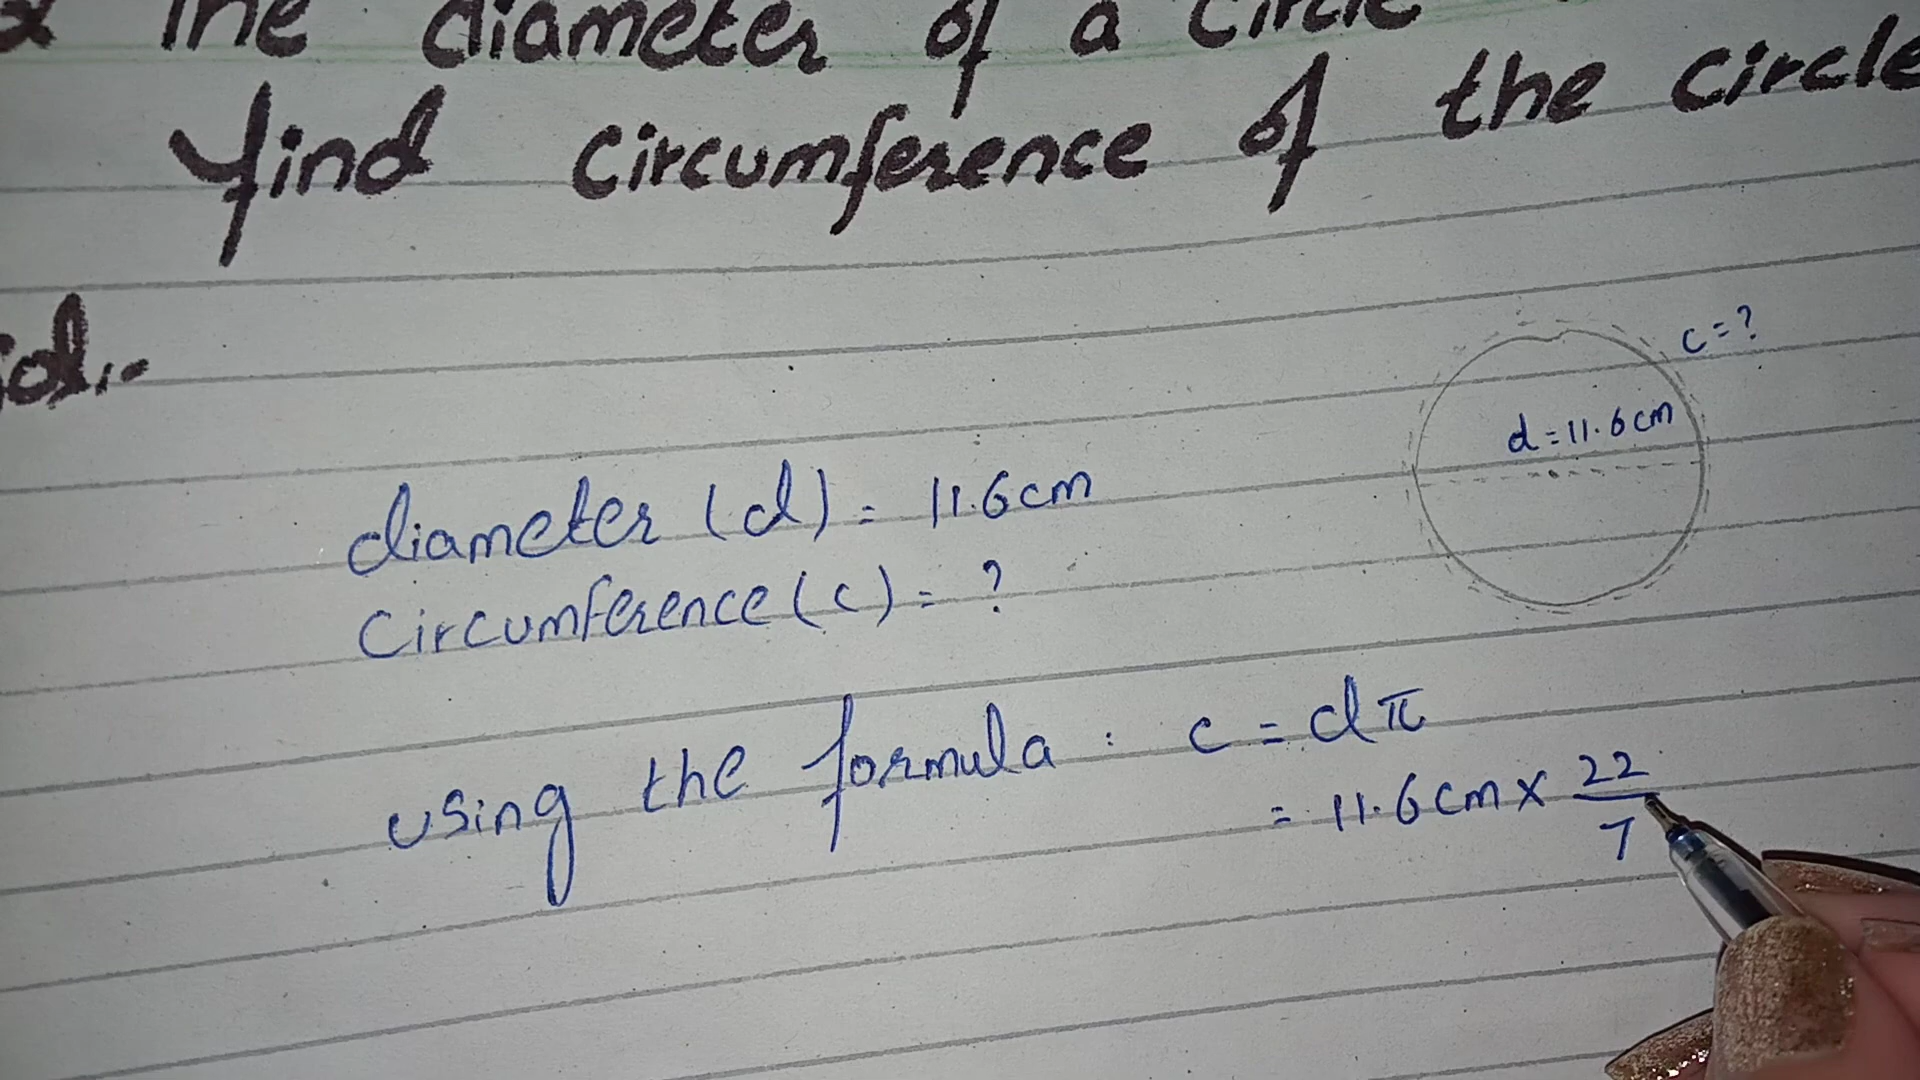 The diameter of a circle
find circumference of the circle
Sol:-
c=?
d=11.6cm
diameter (d) = 11.6cm
Circumference (c) = ?
using the formula : c = dπ
= 11.6cm × 22/7